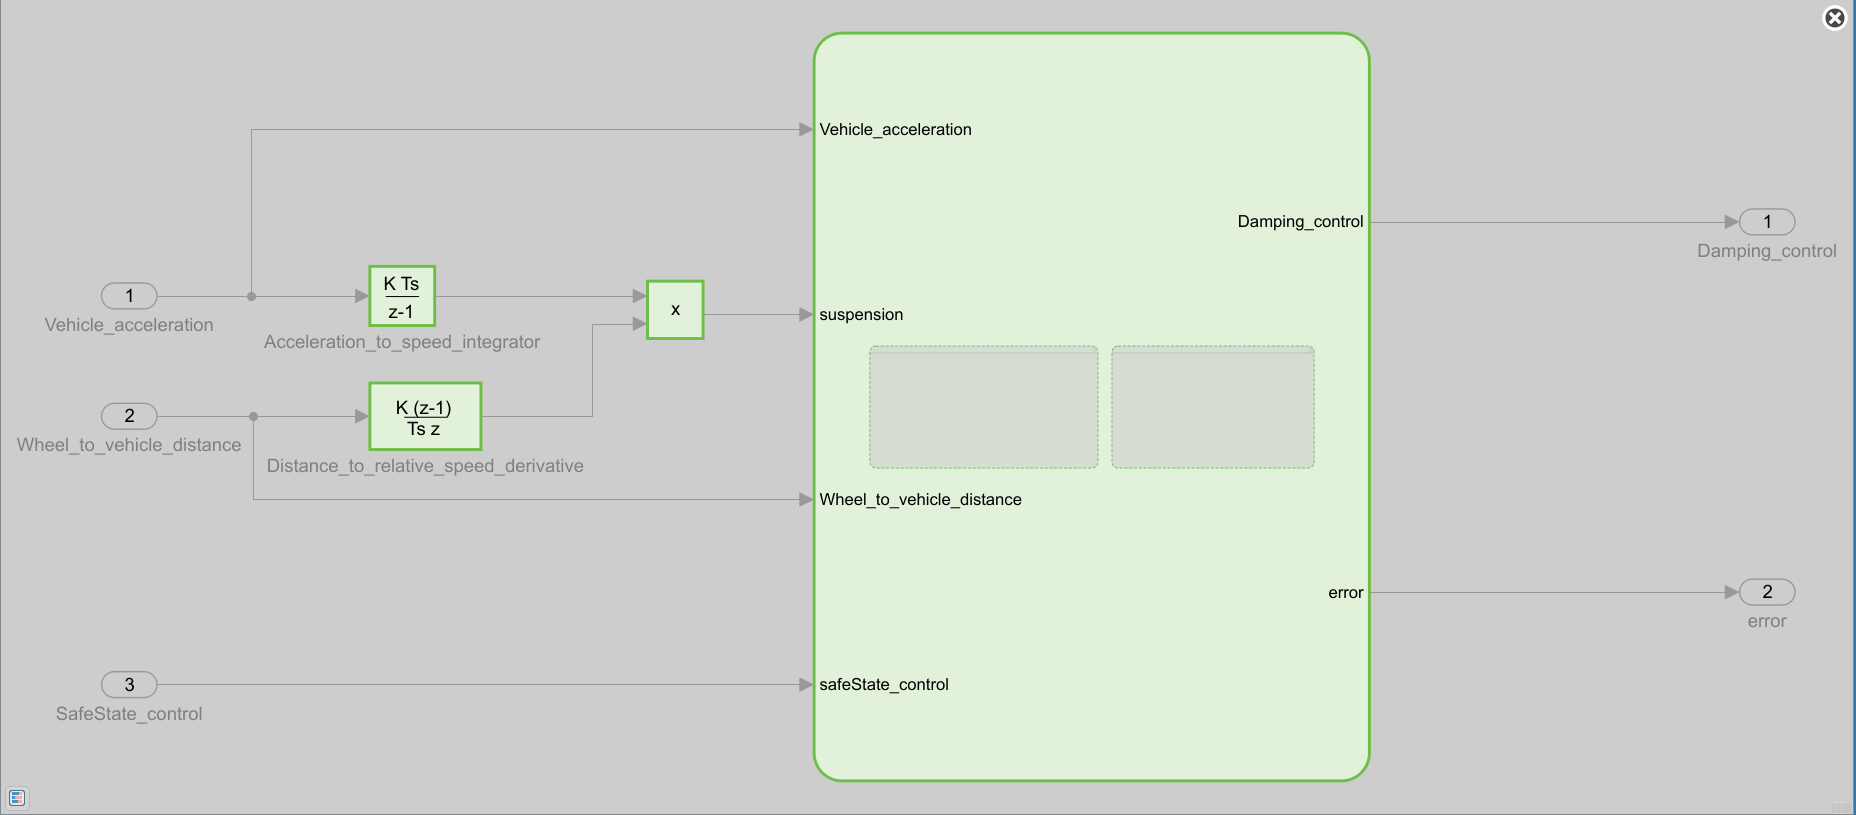 Vehicle_acceleration
Damping_control
1
Damping_control
1
Vehicle_acceleration
K Ts
z-1
Acceleration_to_speed_integrator
x
suspension
2
Wheel_to_vehicle_distance
K (z-1)
Ts z
Distance_to_relative_speed_derivative
Wheel_to_vehicle_distance
error
2
error
3
SafeState_control
safeState_control